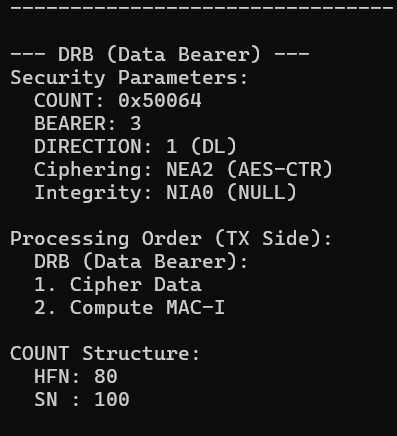 --------------------------------
--- DRB (Data Bearer) ---
Security Parameters:
  COUNT: 0x50064
  BEARER: 3
  DIRECTION: 1 (DL)
  Ciphering: NEA2 (AES-CTR)
  Integrity: NIA0 (NULL)
Processing Order (TX Side):
  DRB (Data Bearer):
  1. Cipher Data
  2. Compute MAC-I
COUNT Structure:
  HFN: 80
  SN : 100